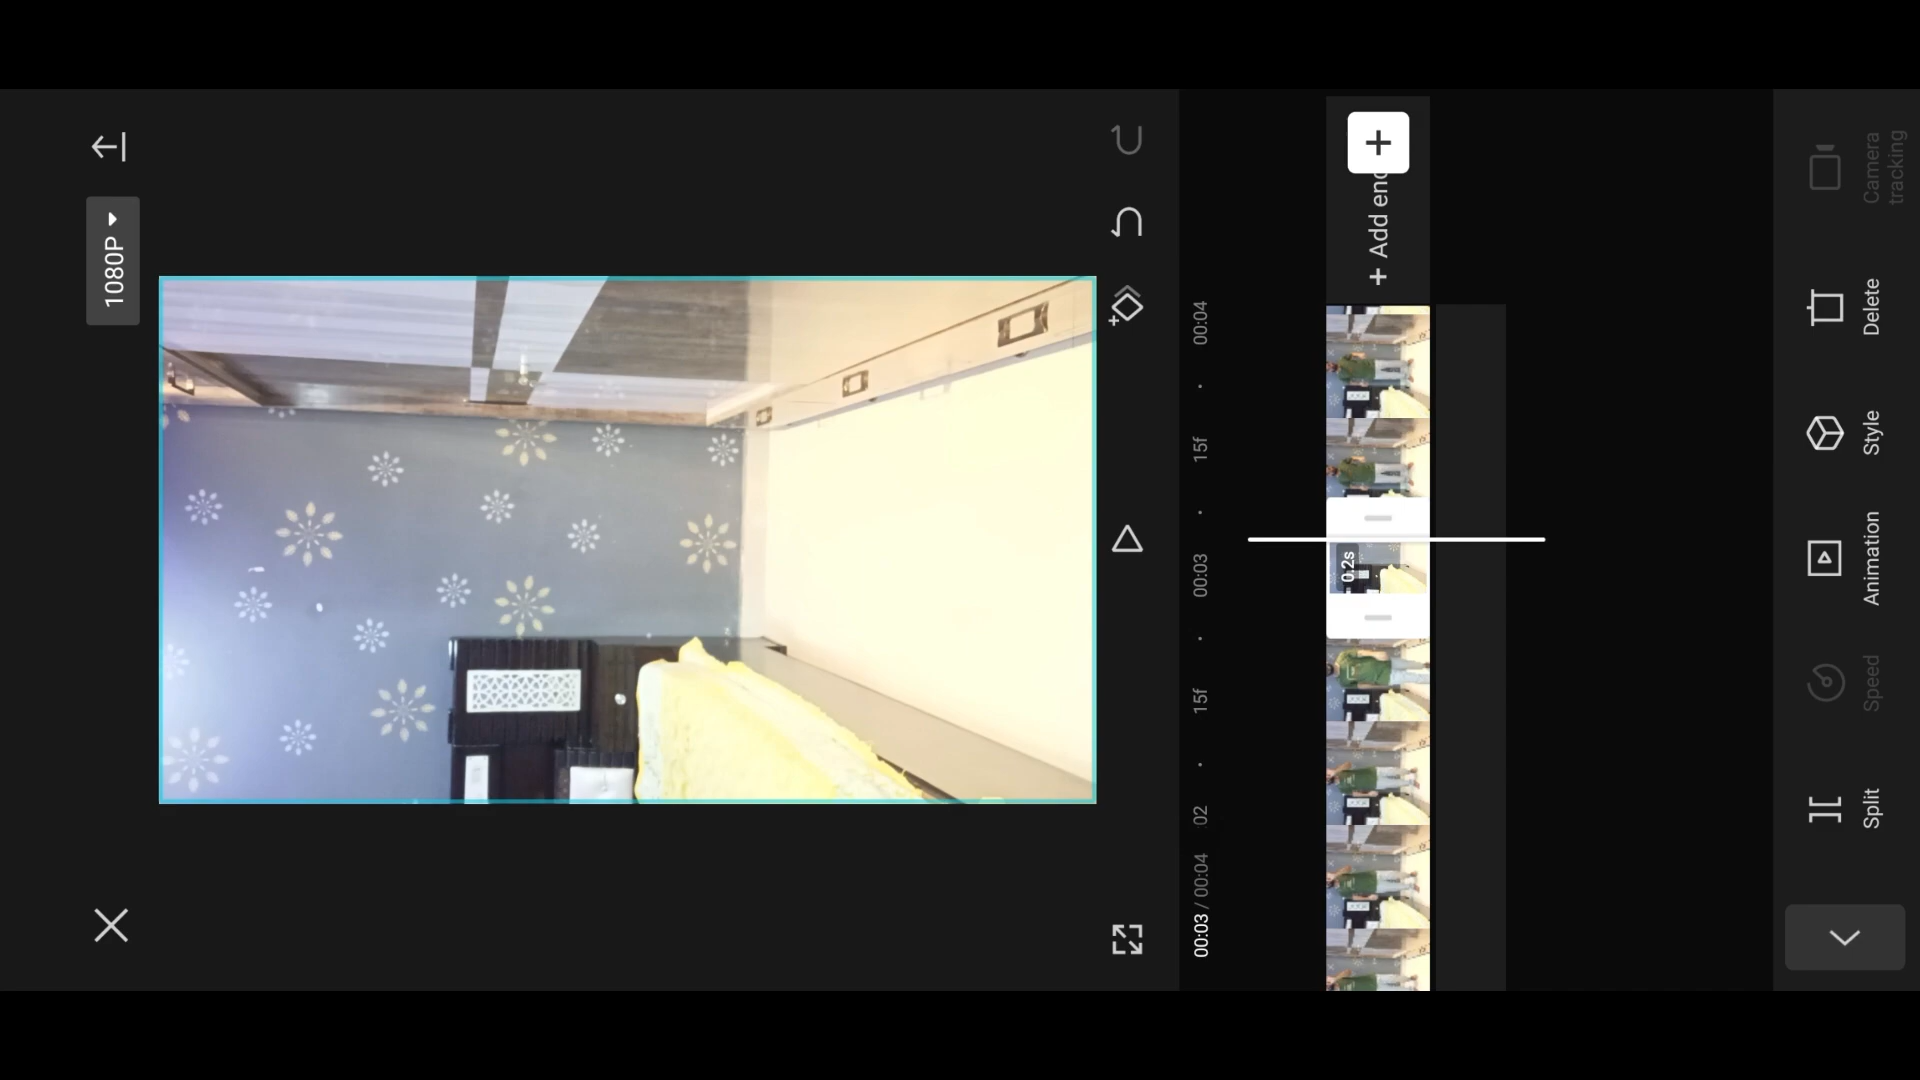 1080P
00:03 / 00:04
02
15f
00:03
15f
00:04
0.2s
+ Add end
+
Split
Speed
Animation
Style
Delete
Camera
tracking